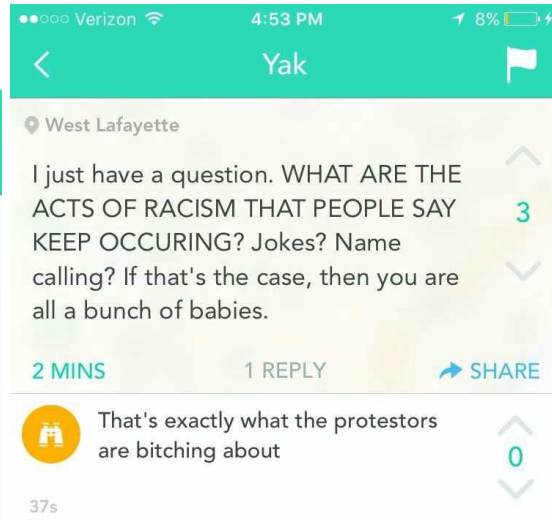 Verizon 4:53 PM 8%
Yak
West Lafayette
I just have a question. WHAT ARE THE
ACTS OF RACISM THAT PEOPLE SAY
KEEP OCCURING? Jokes? Name
calling? If that's the case, then you are
all a bunch of babies.
3
2 MINS 1 REPLY SHARE
That's exactly what the protestors
are bitching about
0
37s